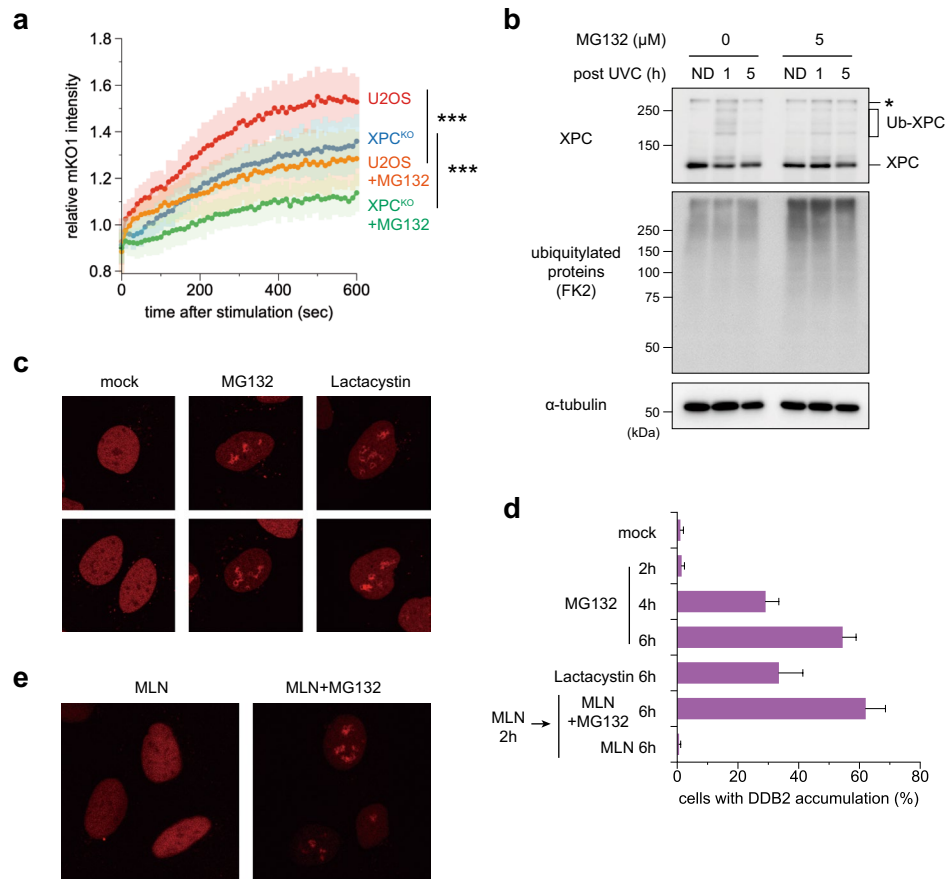 a
1.8
1.6
1.4
1.2
1.0
0.8
relative mKO1 intensity
0
200
400
600
time after stimulation (sec)
U2OS
XPCᴷᴼ
U2OS
+MG132
XPCᴷᴼ
+MG132
***
***
b
MG132 (μM)
0
5
post UVC (h)
ND 1 5
ND 1 5
XPC
250
150
*
Ub-XPC
XPC
ubiquitylated
proteins
(FK2)
250
150
100
75
50
α-tubulin
50
(kDa)
c
mock
MG132
Lactacystin
d
mock
MG132
2h
4h
6h
Lactacystin 6h
MLN
2h
MLN
+MG132
6h
MLN 6h
0
20
40
60
80
cells with DDB2 accumulation (%)
e
MLN
MLN+MG132